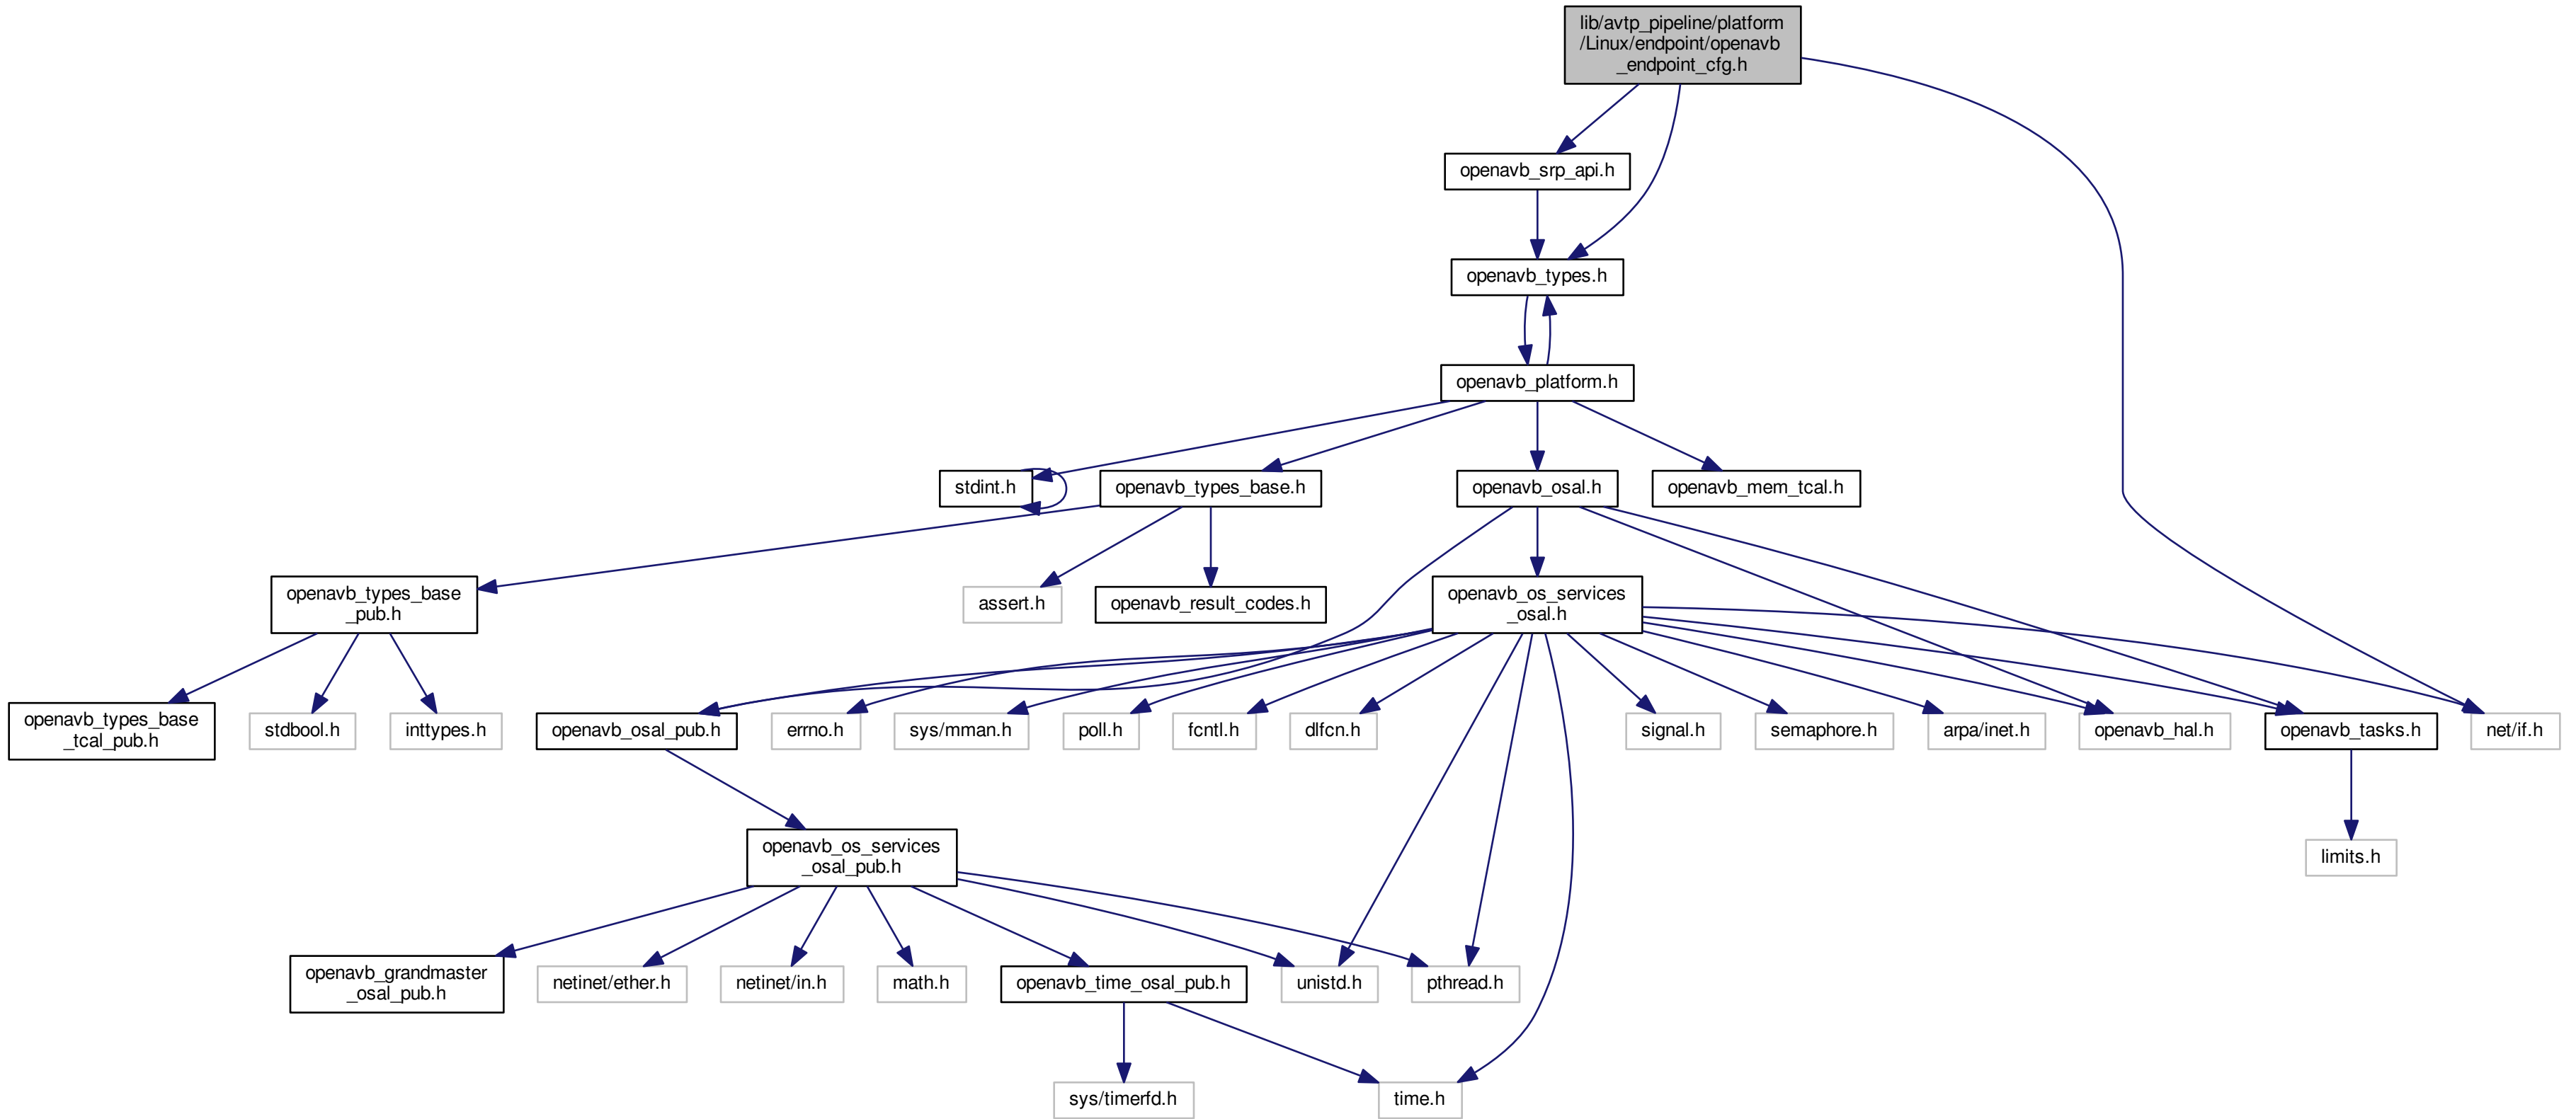 lib/avtp_pipeline/platform
/Linux/endpoint/openavb
_endpoint_cfg.h
openavb_srp_api.h
openavb_types.h
openavb_platform.h
stdint.h
openavb_types_base.h
openavb_osal.h
openavb_mem_tcal.h
openavb_types_base
_pub.h
assert.h
openavb_result_codes.h
openavb_os_services
_osal.h
openavb_types_base
_tcal_pub.h
stdbool.h
inttypes.h
openavb_osal_pub.h
errno.h
sys/mman.h
poll.h
fcntl.h
dlfcn.h
signal.h
semaphore.h
arpa/inet.h
openavb_hal.h
openavb_tasks.h
net/if.h
openavb_os_services
_osal_pub.h
limits.h
openavb_grandmaster
_osal_pub.h
netinet/ether.h
netinet/in.h
math.h
openavb_time_osal_pub.h
unistd.h
pthread.h
sys/timerfd.h
time.h